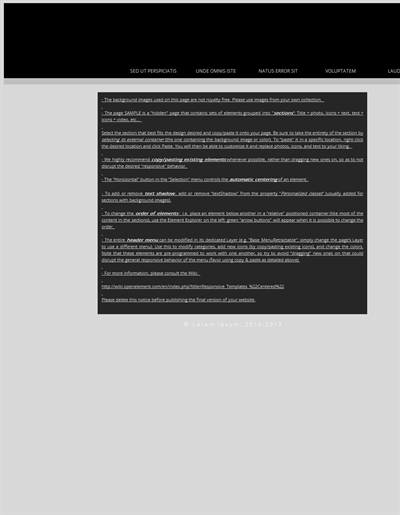 SED UT PERSPICIATIS LINDE OMNIS ISTE NATUS ERROR SIT VOLUPTATEM LAUD
- The background images used on this page are not royalty-free. Please use images from your own collection.
- The page SAMPLE is a "hidden" page that contains sets of elements grouped into "sections": Title + photo, icons + text, text +
icons + video, etc...
Select the section that best fits the design desired and copy/paste it onto your page. Be sure to take the entirety of the section by
selecting its external container (the one containing the background image or color). To "paste" it in a specific location, right-click
the desired location and click Paste. You will then be able to customize it and replace photos, icons, and text to your liking.
- We highly recommend copy/pasting existing elements wherever possible, rather than dragging new ones on, so as to not
disrupt the desired "responsive" behavior.
- The "Horizontal" button in the "Selection" menu controls the automatic centering of an element.
- To add or remove text shadow, add or remove "textShadow" from the property "Personalized classes" (usually added for
sections with background images).
- To change the order of elements: i.e. place an element below another in a "relative" positioned container (like most of the
content in the sections), use the Element Explorer on the left: green "arrow buttons" will appear when it is possible to change the
order.
- The entire header menu can be modified in its dedicated Layer (e.g. "Base_MenuRetractable": simply change the page's Layer
to use a different menu). Use this to modify categories, add new icons (by copy/pasting existing icons), and change the colors.
Note that these elements are pre-programmed to work with one another, so try to avoid "dragging" new ones on that could
disrupt the general responsive behavior of the menu (favor using copy & paste as detailed above).
- For more information, please consult the Wiki.
http://wiki.openelement.com/en/index.php?title=Responsive_Templates_%22Centered%22
Please delete this notice before publishing the final version of your website.
© Lorem Ipsum, 2014-2015